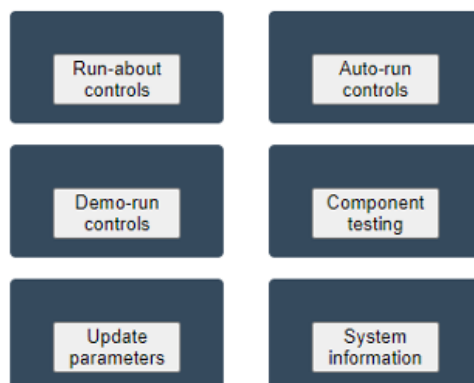 Run-about
controls
Auto-run
controls
Demo-run
controls
Component
testing
Update
parameters
System
information